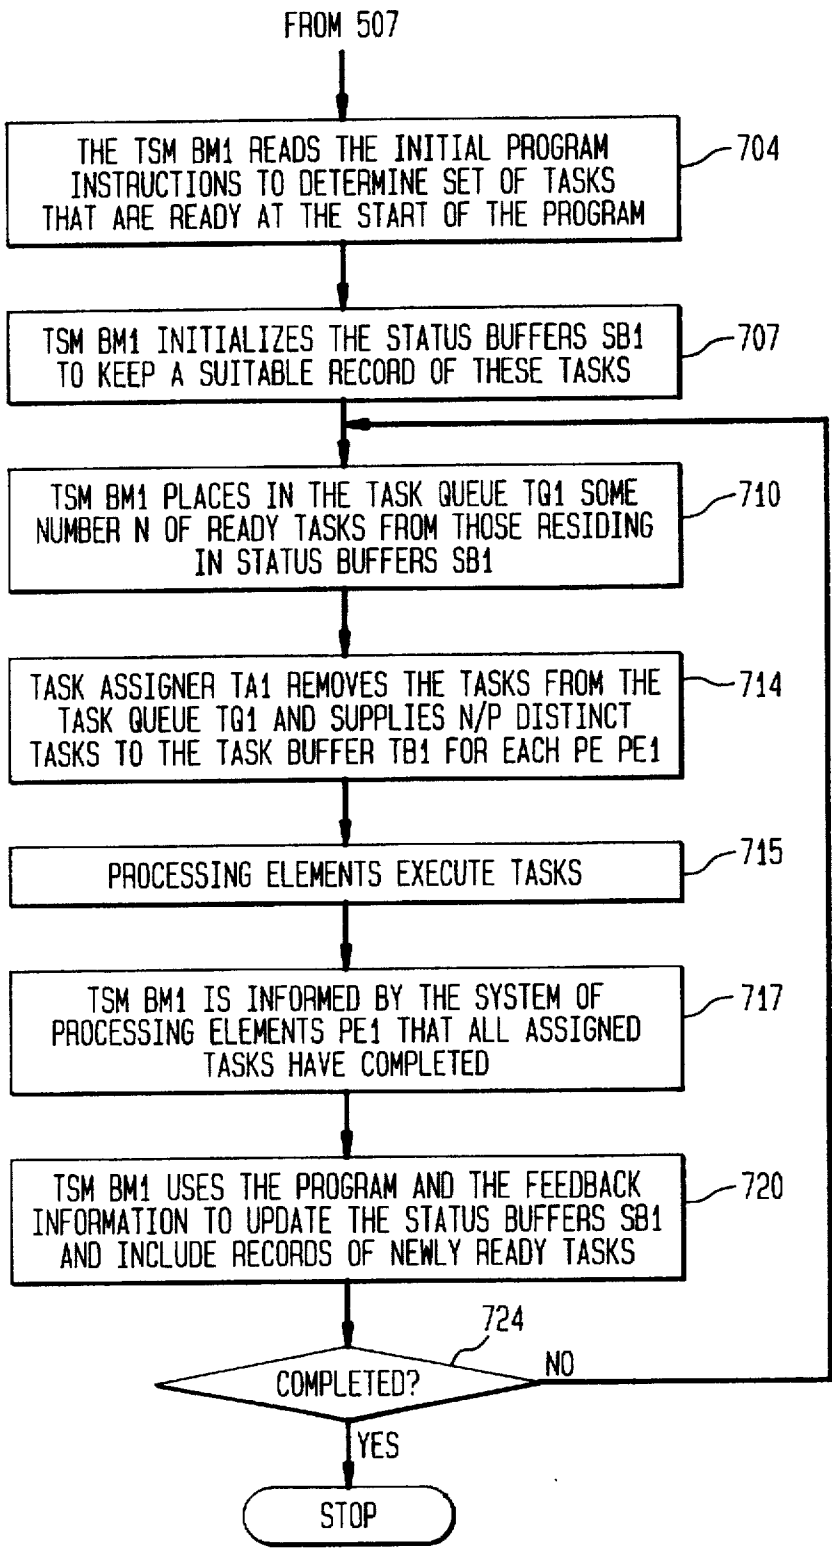 FROM 507
THE TSM BM1 READS THE INITIAL PROGRAM
INSTRUCTIONS TO DETERMINE SET OF TASKS
THAT ARE READY AT THE START OF THE PROGRAM
704
TSM BM1 INITIALIZES THE STATUS BUFFERS SB1
TO KEEP A SUITABLE RECORD OF THESE TASKS
707
TSM BM1 PLACES IN THE TASK QUEUE TQ1 SOME
NUMBER N OF READY TASKS FROM THOSE RESIDING
IN STATUS BUFFERS SB1
710
TASK ASSIGNER TA1 REMOVES THE TASKS FROM THE
TASK QUEUE TQ1 AND SUPPLIES N/P DISTINCT
TASKS TO THE TASK BUFFER TB1 FOR EACH PE PE1
714
PROCESSING ELEMENTS EXECUTE TASKS
715
TSM BM1 IS INFORMED BY THE SYSTEM OF
PROCESSING ELEMENTS PE1 THAT ALL ASSIGNED
TASKS HAVE COMPLETED
717
TSM BM1 USES THE PROGRAM AND THE FEEDBACK
INFORMATION TO UPDATE THE STATUS BUFFERS SB1
AND INCLUDE RECORDS OF NEWLY READY TASKS
720
724
COMPLETED?
NO
YES
STOP